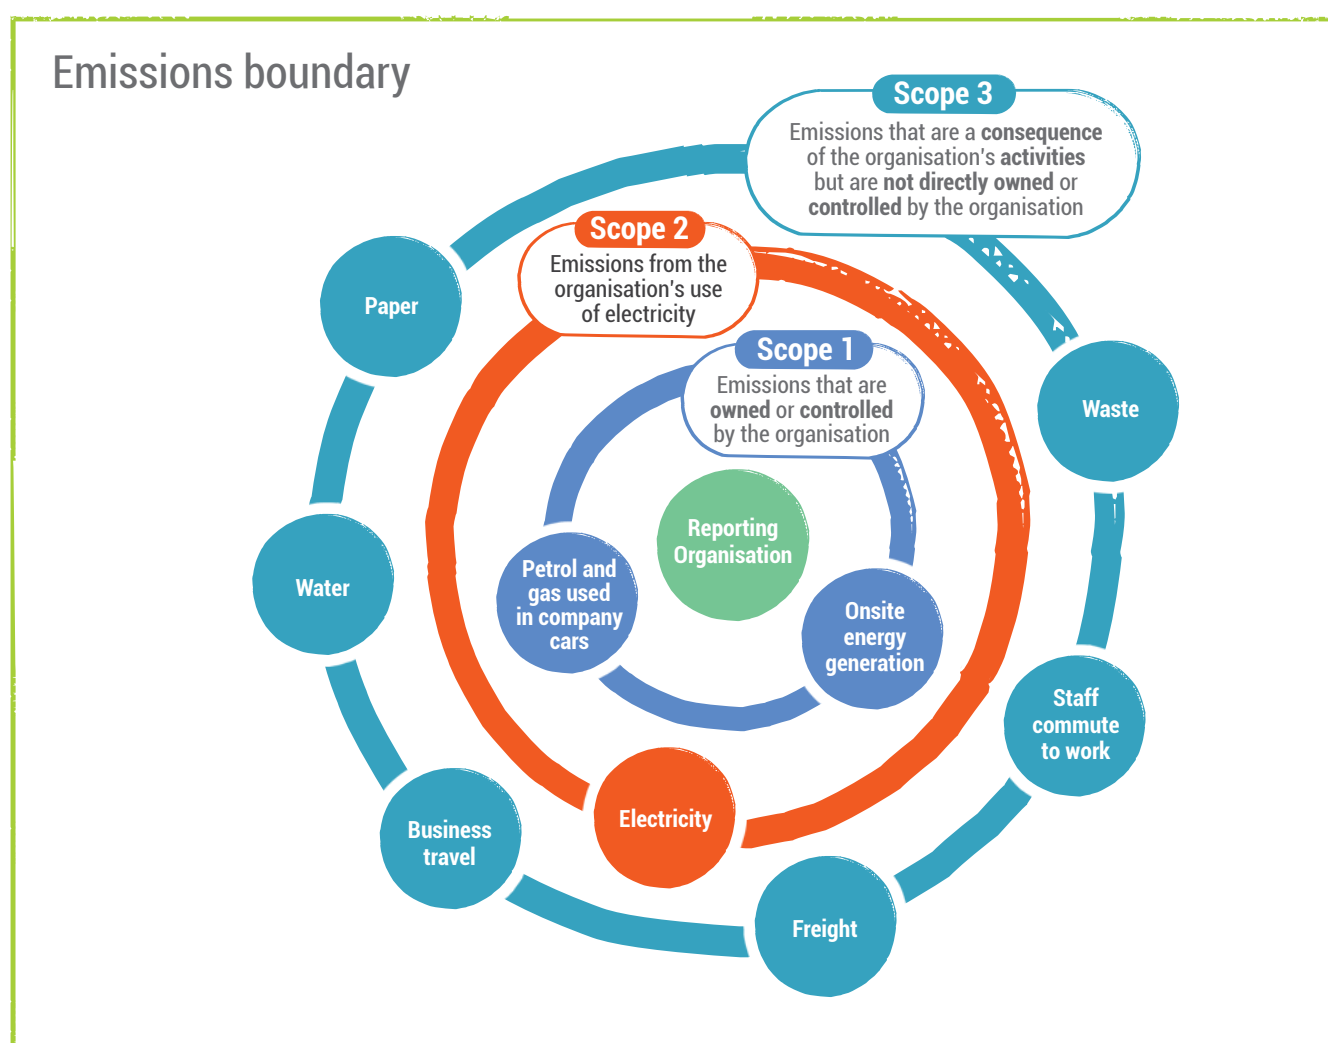 Emissions boundary
Scope 3
Emissions that are a consequence
of the organisation's activities
but are not directly owned or
controlled by the organisation
Scope 2
Emissions from the
organisation's use
of electricity
Scope 1
Emissions that are
owned or controlled
by the organisation
Reporting
Organisation
Petrol and
gas used
in company
cars
Onsite
energy
generation
Electricity
Paper
Water
Business
travel
Freight
Staff
commute
to work
Waste